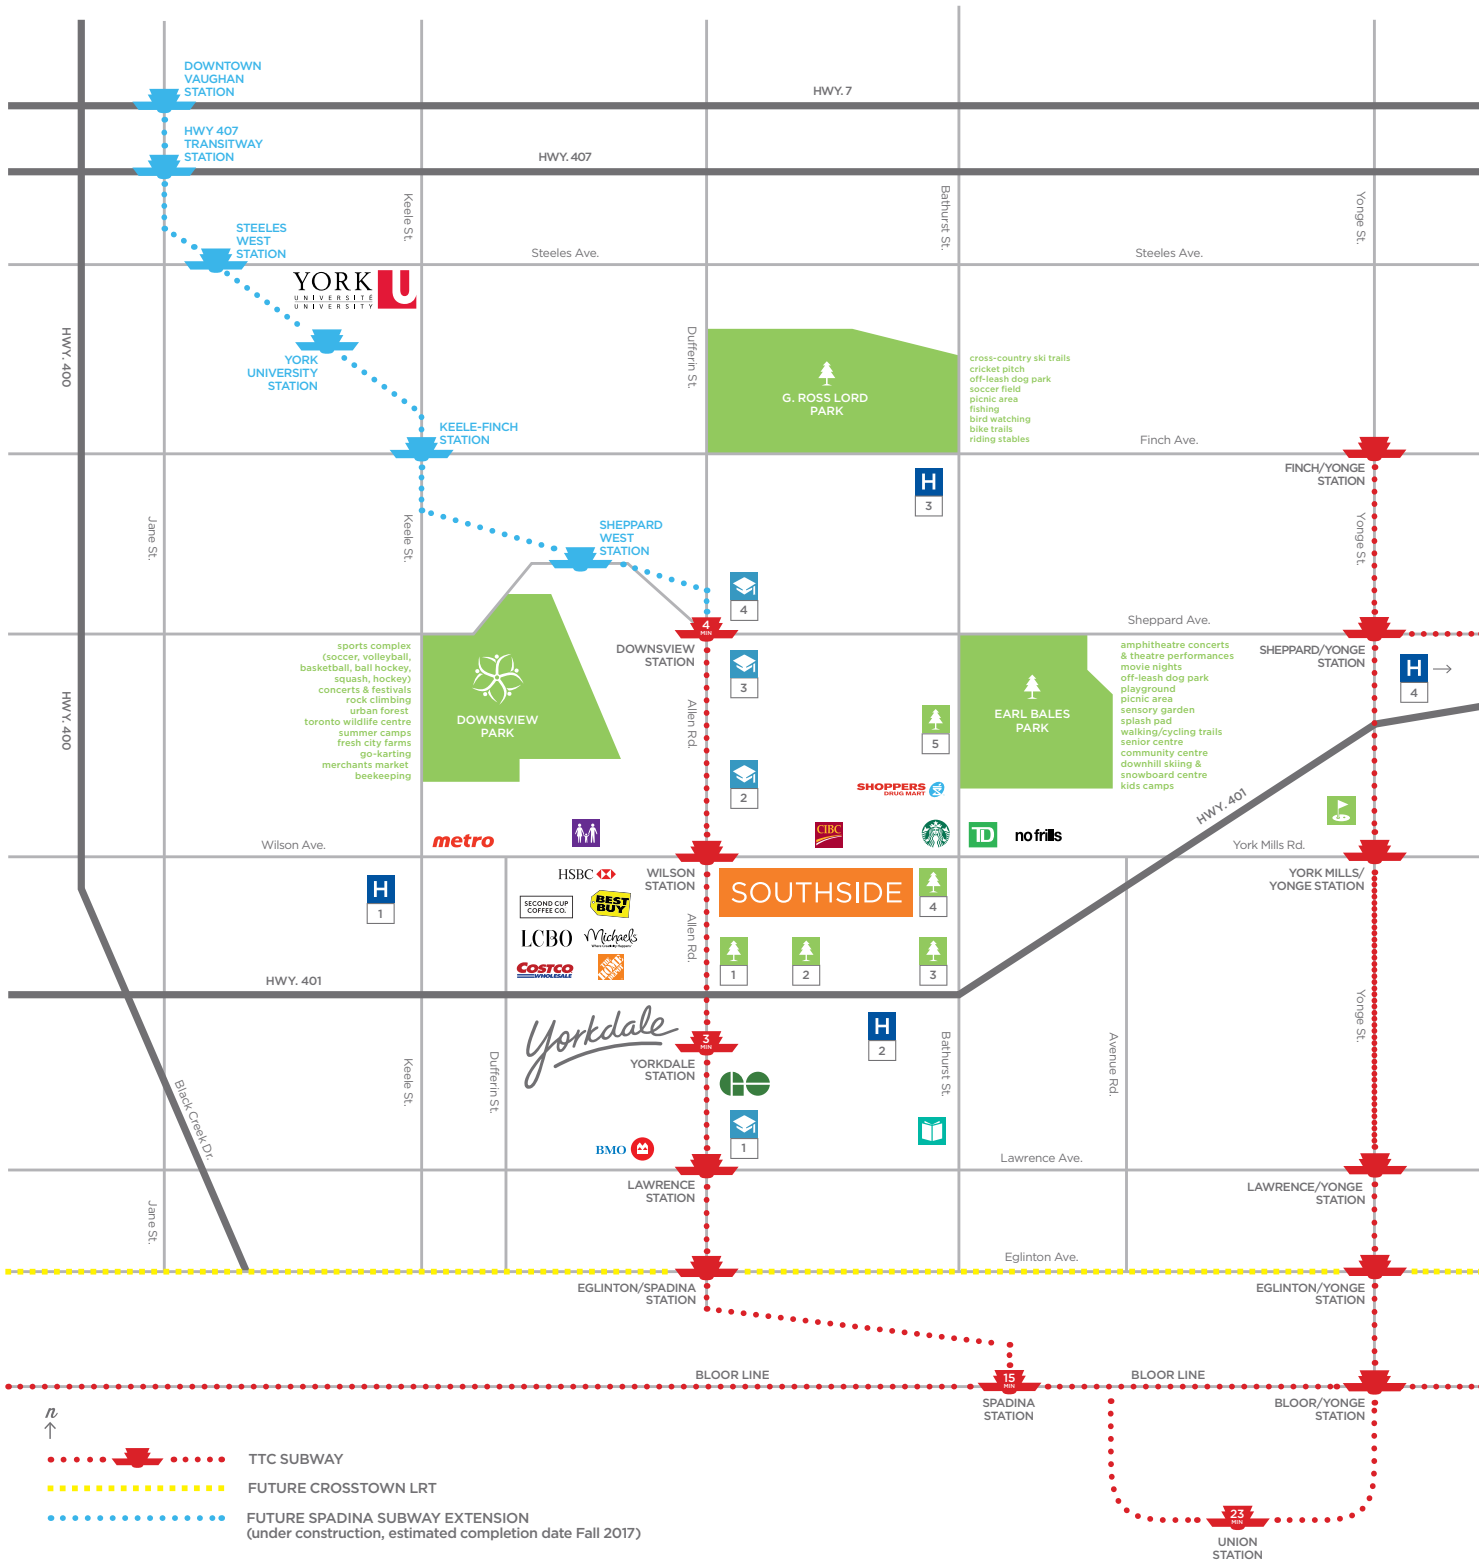 DOWNTOWN
VAUGHAN
STATION
HWY. 7
HWY 407
TRANSITWAY
STATION
HWY. 407
Keele St.
Bathurst St.
Yonge St.
STEELES
WEST
STATION
Steeles Ave.
Steeles Ave.
YORK
UNIVERSITÉ
UNIVERSITY
U
HWY. 400
YORK
UNIVERSITY
STATION
Dufferin St.
G. ROSS LORD
PARK
cross-country ski trails
cricket pitch
off-leash dog park
soccer field
picnic area
fishing
bird watching
bike trails
riding stables
KEELE-FINCH
STATION
Finch Ave.
FINCH/YONGE
STATION
H
3
Jane St.
Keele St.
Yonge St.
SHEPPARD
WEST
STATION
4
Sheppard Ave.
4
MIN
DOWNSVIEW
STATION
SHEPPARD/YONGE
STATION
H
4
3
sports complex
(soccer, volleyball,
basketball, ball hockey,
squash, hockey)
concerts & festivals
rock climbing
urban forest
toronto wildlife centre
summer camps
fresh city farms
go-karting
merchants market
beekeeping
DOWNSVIEW
PARK
HWY. 400
Allen Rd.
5
EARL BALES
PARK
amphitheatre concerts
& theatre performances
movie nights
off-leash dog park
playground
picnic area
sensory garden
splash pad
walking/cycling trails
senior centre
community centre
downhill skiing &
snowboard centre
kids camps
2
SHOPPERS
DRUG MART
HWY. 401
Wilson Ave.
metro
CIBC
TD
no frills
York Mills Rd.
WILSON
STATION
YORK MILLS/
YONGE STATION
H
1
HSBC
SECOND CUP
COFFEE CO.
BEST
BUY
LCBO
Michaels
COSTCO
WHOLESALE
THE
HOME
DEPOT
SOUTHSIDE
4
Allen Rd.
1
2
3
HWY. 401
Yonge St.
Yorkdale
3
MIN
YORKDALE
STATION
H
2
Keele St.
Dufferin St.
Bathurst St.
Avenue Rd.
GO
Black Creek Dr.
1
BMO
Lawrence Ave.
LAWRENCE
STATION
LAWRENCE/YONGE
STATION
Jane St.
Eglinton Ave.
EGLINTON/SPADINA
STATION
EGLINTON/YONGE
STATION
BLOOR LINE
15
MIN
BLOOR LINE
SPADINA
STATION
BLOOR/YONGE
STATION
n
TTC SUBWAY
FUTURE CROSSTOWN LRT
FUTURE SPADINA SUBWAY EXTENSION
(under construction, estimated completion date Fall 2017)
23
MIN
UNION
STATION